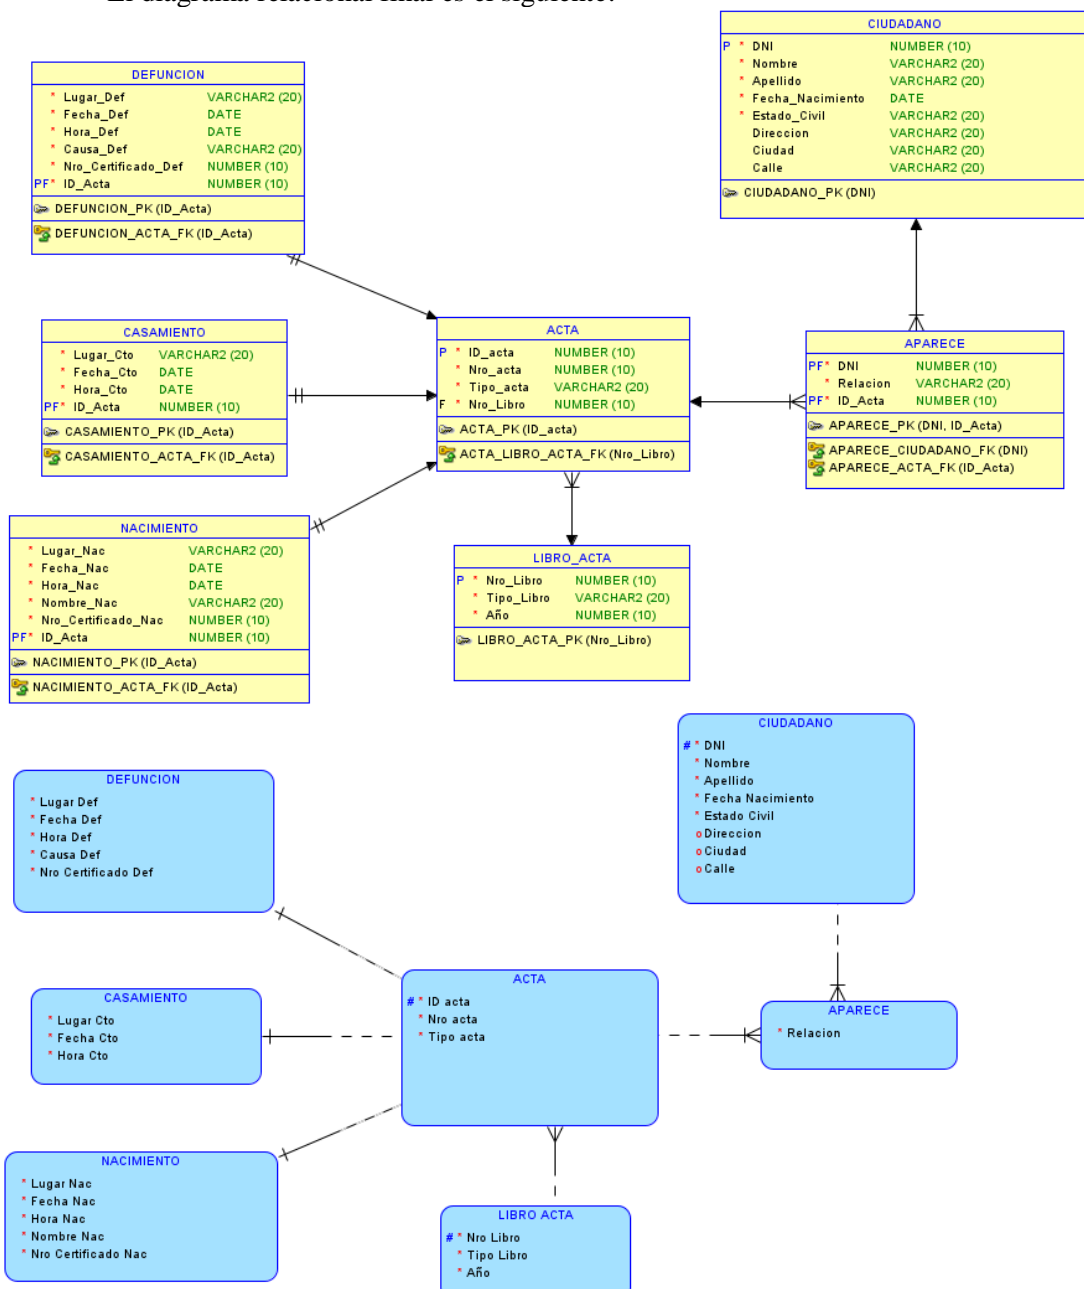 El diagrama relacional final es el siguiente:
CIUDADANO
P * DNI NUMBER (10)
* Nombre VARCHAR2 (20)
* Apellido VARCHAR2 (20)
* Fecha_Nacimiento DATE
* Estado_Civil VARCHAR2 (20)
Direccion VARCHAR2 (20)
Ciudad VARCHAR2 (20)
Calle VARCHAR2 (20)
CIUDADANO_PK (DNI)
DEFUNCION
* Lugar_Def VARCHAR2 (20)
* Fecha_Def DATE
* Hora_Def DATE
* Causa_Def VARCHAR2 (20)
* Nro_Certificado_Def NUMBER (10)
PF* ID_Acta NUMBER (10)
DEFUNCION_PK (ID_Acta)
DEFUNCION_ACTA_FK (ID_Acta)
CASAMIENTO
* Lugar_Cto VARCHAR2 (20)
* Fecha_Cto DATE
* Hora_Cto DATE
PF* ID_Acta NUMBER (10)
CASAMIENTO_PK (ID_Acta)
CASAMIENTO_ACTA_FK (ID_Acta)
ACTA
P * ID_acta NUMBER (10)
* Nro_acta NUMBER (10)
* Tipo_acta VARCHAR2 (20)
F * Nro_Libro NUMBER (10)
ACTA_PK (ID_acta)
ACTA_LIBRO_ACTA_FK (Nro_Libro)
APARECE
PF* DNI NUMBER (10)
* Relacion VARCHAR2 (20)
PF* ID_Acta NUMBER (10)
APARECE_PK (DNI, ID_Acta)
APARECE_CIUDADANO_FK (DNI)
APARECE_ACTA_FK (ID_Acta)
NACIMIENTO
* Lugar_Nac VARCHAR2 (20)
* Fecha_Nac DATE
* Hora_Nac DATE
* Nombre_Nac VARCHAR2 (20)
* Nro_Certificado_Nac NUMBER (10)
PF* ID_Acta NUMBER (10)
NACIMIENTO_PK (ID_Acta)
NACIMIENTO_ACTA_FK (ID_Acta)
LIBRO_ACTA
P * Nro_Libro NUMBER (10)
* Tipo_Libro VARCHAR2 (20)
* Año NUMBER (10)
LIBRO_ACTA_PK (Nro_Libro)
CIUDADANO
# * DNI
* Nombre
* Apellido
* Fecha Nacimiento
* Estado Civil
o Direccion
o Ciudad
o Calle
DEFUNCION
* Lugar Def
* Fecha Def
* Hora Def
* Causa Def
* Nro Certificado Def
CASAMIENTO
* Lugar Cto
* Fecha Cto
* Hora Cto
ACTA
# * ID acta
* Nro acta
* Tipo acta
APARECE
* Relacion
NACIMIENTO
* Lugar Nac
* Fecha Nac
* Hora Nac
* Nombre Nac
* Nro Certificado Nac
LIBRO ACTA
# * Nro Libro
* Tipo Libro
* Año